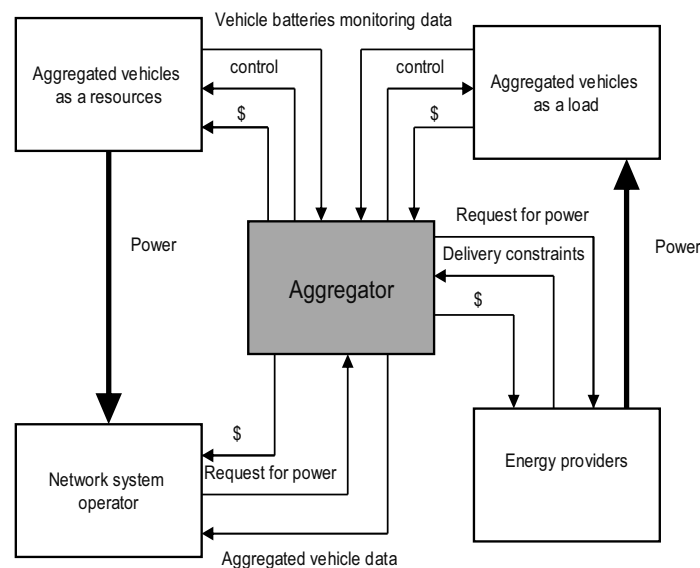 Vehicle batteries monitoring data
Aggregated vehicles
as a resources
control
$
control
$
Aggregated vehicles
as a load
Power
Request for power
Delivery constraints
$
Power
Aggregator
$
Request for power
Network system
operator
Energy providers
Aggregated vehicle data